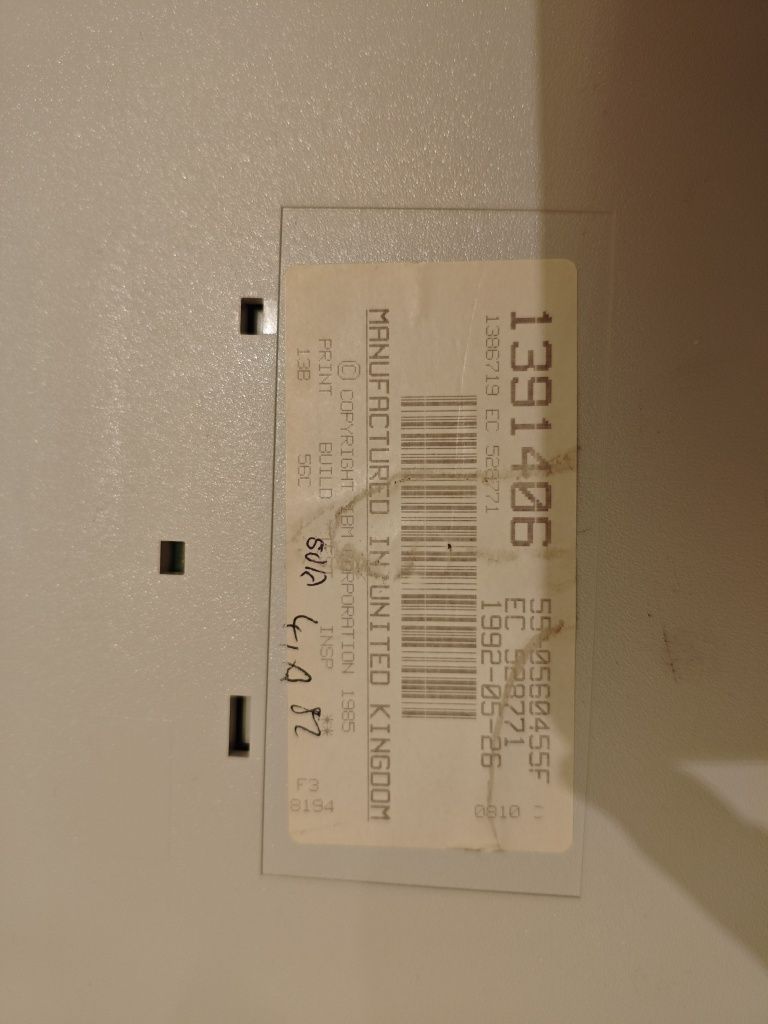 1391406
55-0560455F
EC 528771
1386719 EC 528771
1992-05-26
0810
MANUFACTURED IN UNITED KINGDOM
© COPYRIGHT IBM CORPORATION 1985
PRINT BUILD INSP **
13B 56C
F3
8194